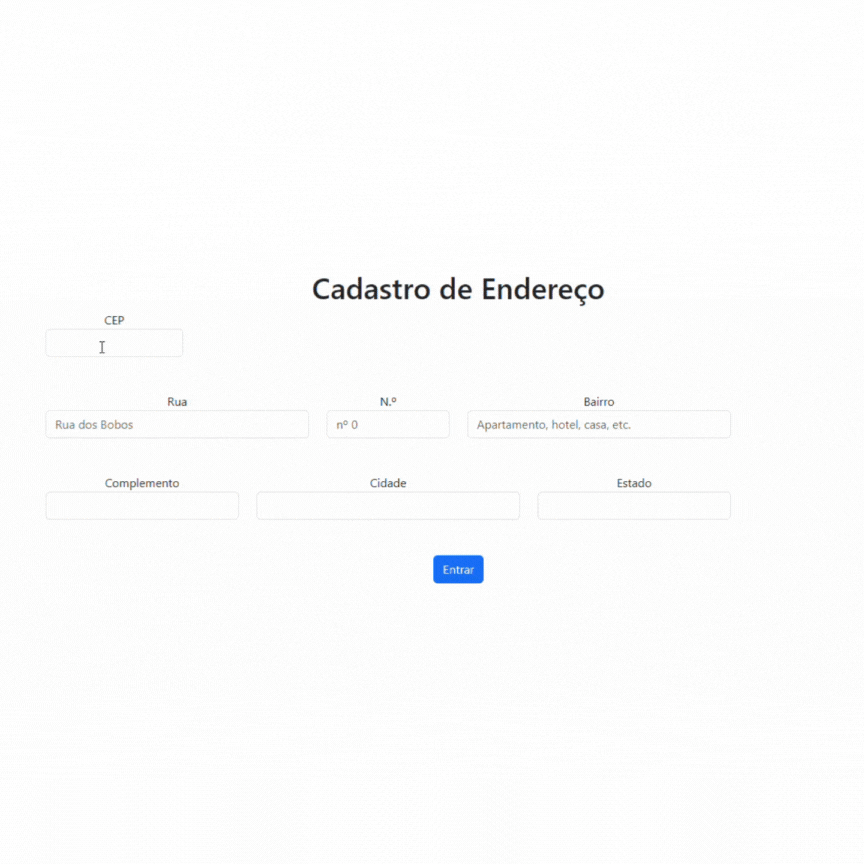 Cadastro de Endereço
CEP
Rua N.º Bairro
Rua dos Bobos nº 0 Apartamento, hotel, casa, etc.
Complemento Cidade Estado
Entrar